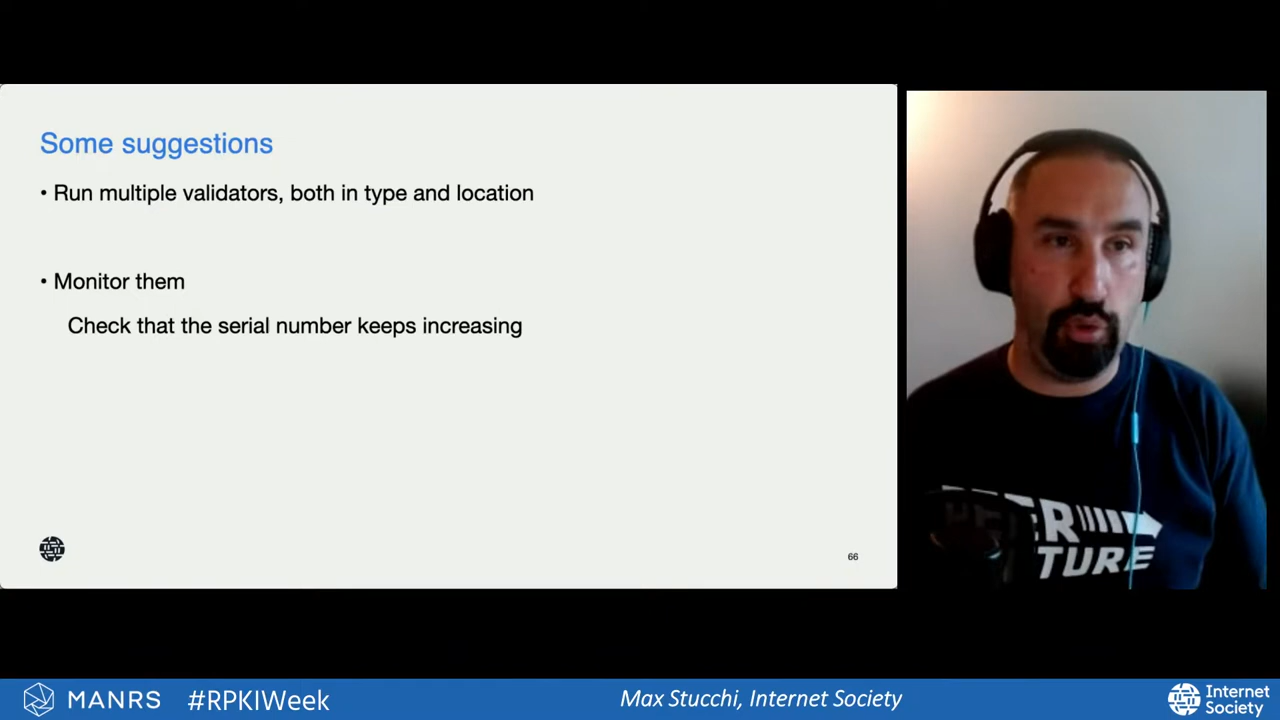 Some suggestions
• Run multiple validators, both in type and location
• Monitor them
Check that the serial number keeps increasing
66
TURE
MANRS
#RPKIWeek
Max Stucchi, Internet Society
Internet
Society